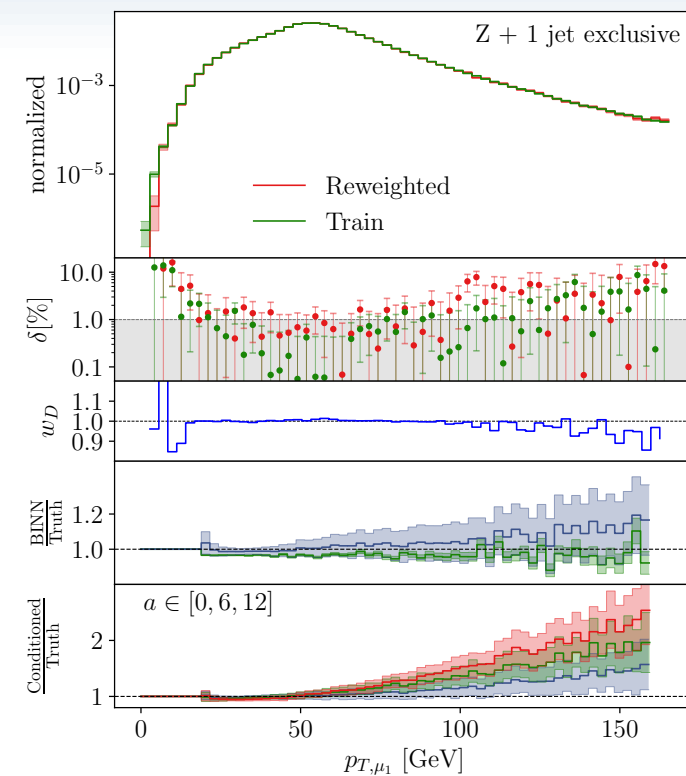 Z + 1 jet exclusive
normalized
10⁻³
10⁻⁵
Reweighted
Train
δ[%]
10.0
1.0
0.1
w_D
1.1
1.0
0.9
BINN
Truth
1.2
1.0
a ∈ [0, 6, 12]
Conditioned
Truth
2
1
0
50
100
150
p_{T,μ₁} [GeV]